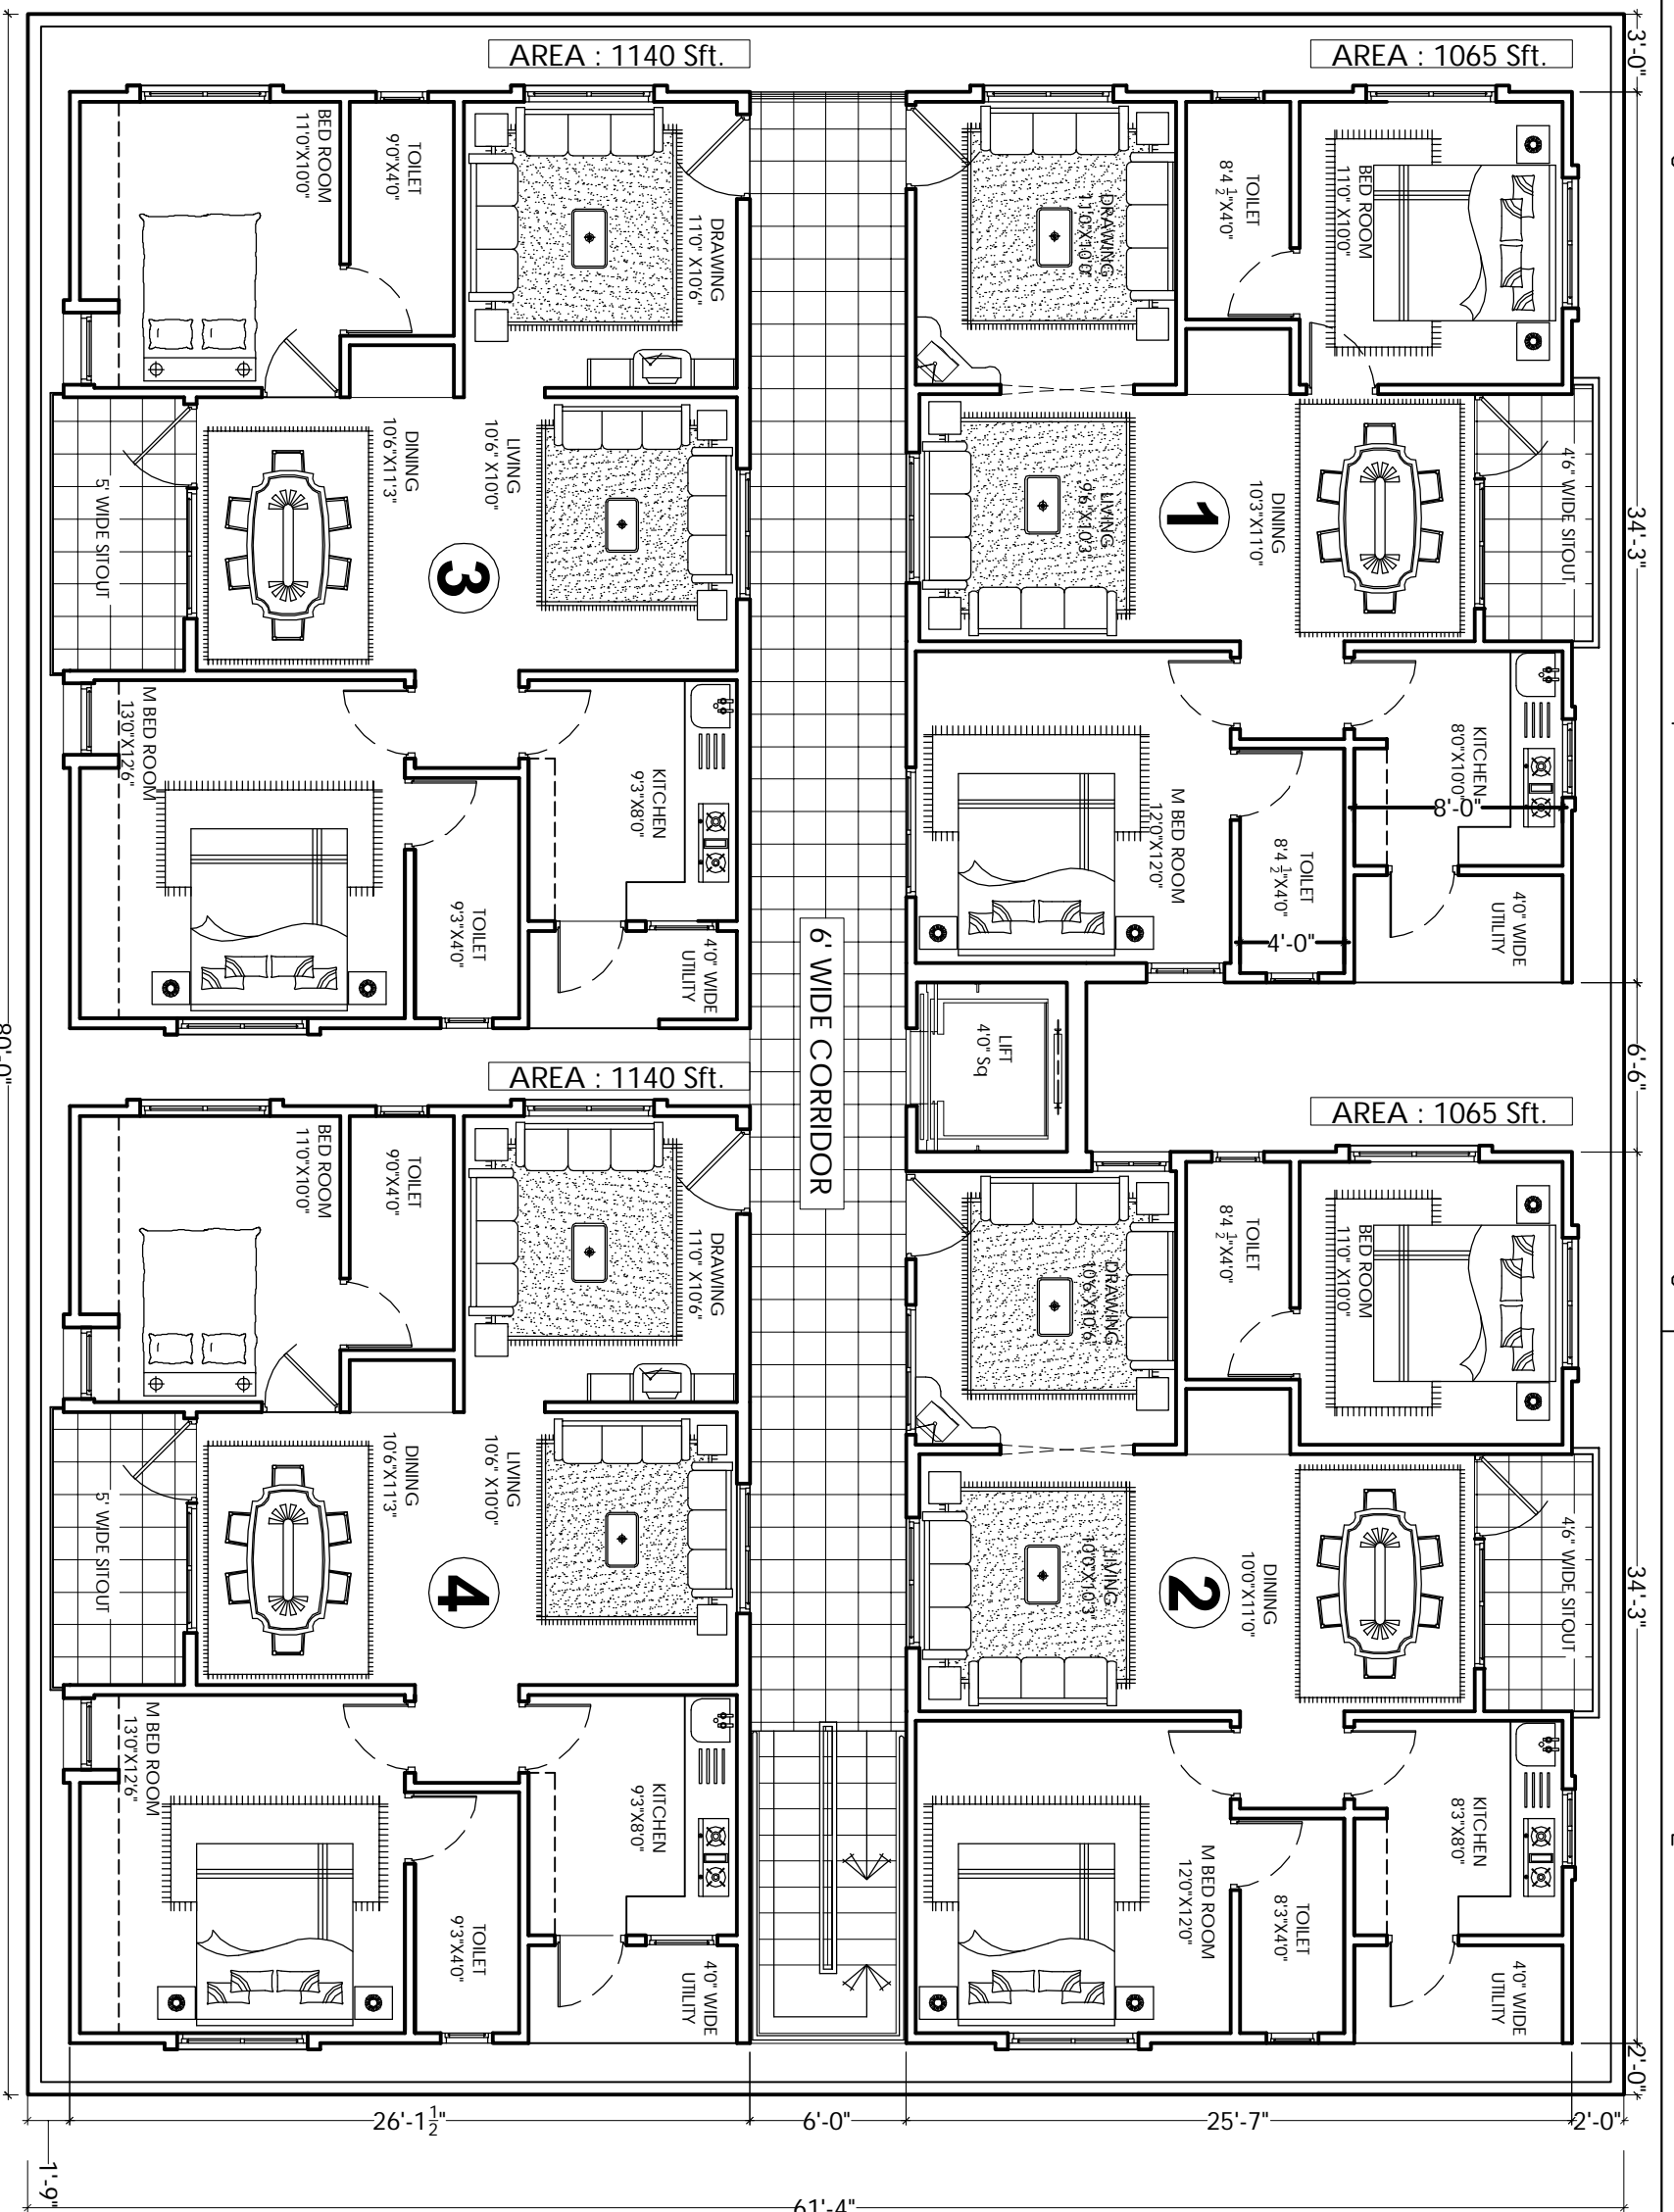 AREA : 1140 Sft.
AREA : 1065 Sft.
3'-0"
BED ROOM
11'0"X10'0"
TOILET
9'0"X4'0"
DRAWING
11'0" X10'6"
DRAWING
11'0"X10'0"
TOILET
8'4 1/2"X4'0"
BED ROOM
11'0" X10'0"
5' WIDE SITOUT
DINING
10'6"X11'3"
LIVING
10'6" X10'0"
3
LIVING
9'6"X10'3"
1
DINING
10'3"X11'0"
4'6" WIDE SITOUT
34'-3"
M BED ROOM
13'0"X12'6"
TOILET
9'3"X4'0"
KITCHEN
9'3"X8'0"
4'0" WIDE
UTILITY
M BED ROOM
12'0"X12'0"
TOILET
8'4 1/2"X4'0"
4'-0"
KITCHEN
8'0"X10'0"
8'-0"
4'0" WIDE
UTILITY
6' WIDE CORRIDOR
LIFT
4'0" Sq
6'-6"
80'-0"
AREA : 1140 Sft.
AREA : 1065 Sft.
BED ROOM
11'0"X10'0"
TOILET
9'0"X4'0"
DRAWING
11'0" X10'6"
DRAWING
10'6"X10'6"
TOILET
8'4 1/2"X4'0"
BED ROOM
11'0" X10'0"
5' WIDE SITOUT
DINING
10'6"X11'3"
LIVING
10'6" X10'0"
4
LIVING
10'0"X10'3"
2
DINING
10'0"X11'0"
4'6" WIDE SITOUT
34'-3"
M BED ROOM
13'0"X12'6"
TOILET
9'3"X4'0"
KITCHEN
9'3"X8'0"
4'0" WIDE
UTILITY
M BED ROOM
12'0"X12'0"
TOILET
8'3"X4'0"
KITCHEN
8'3"X8'0"
4'0" WIDE
UTILITY
2'-0"
26'-1 1/2"
6'-0"
25'-7"
2'-0"
1'-9"
61'-4"